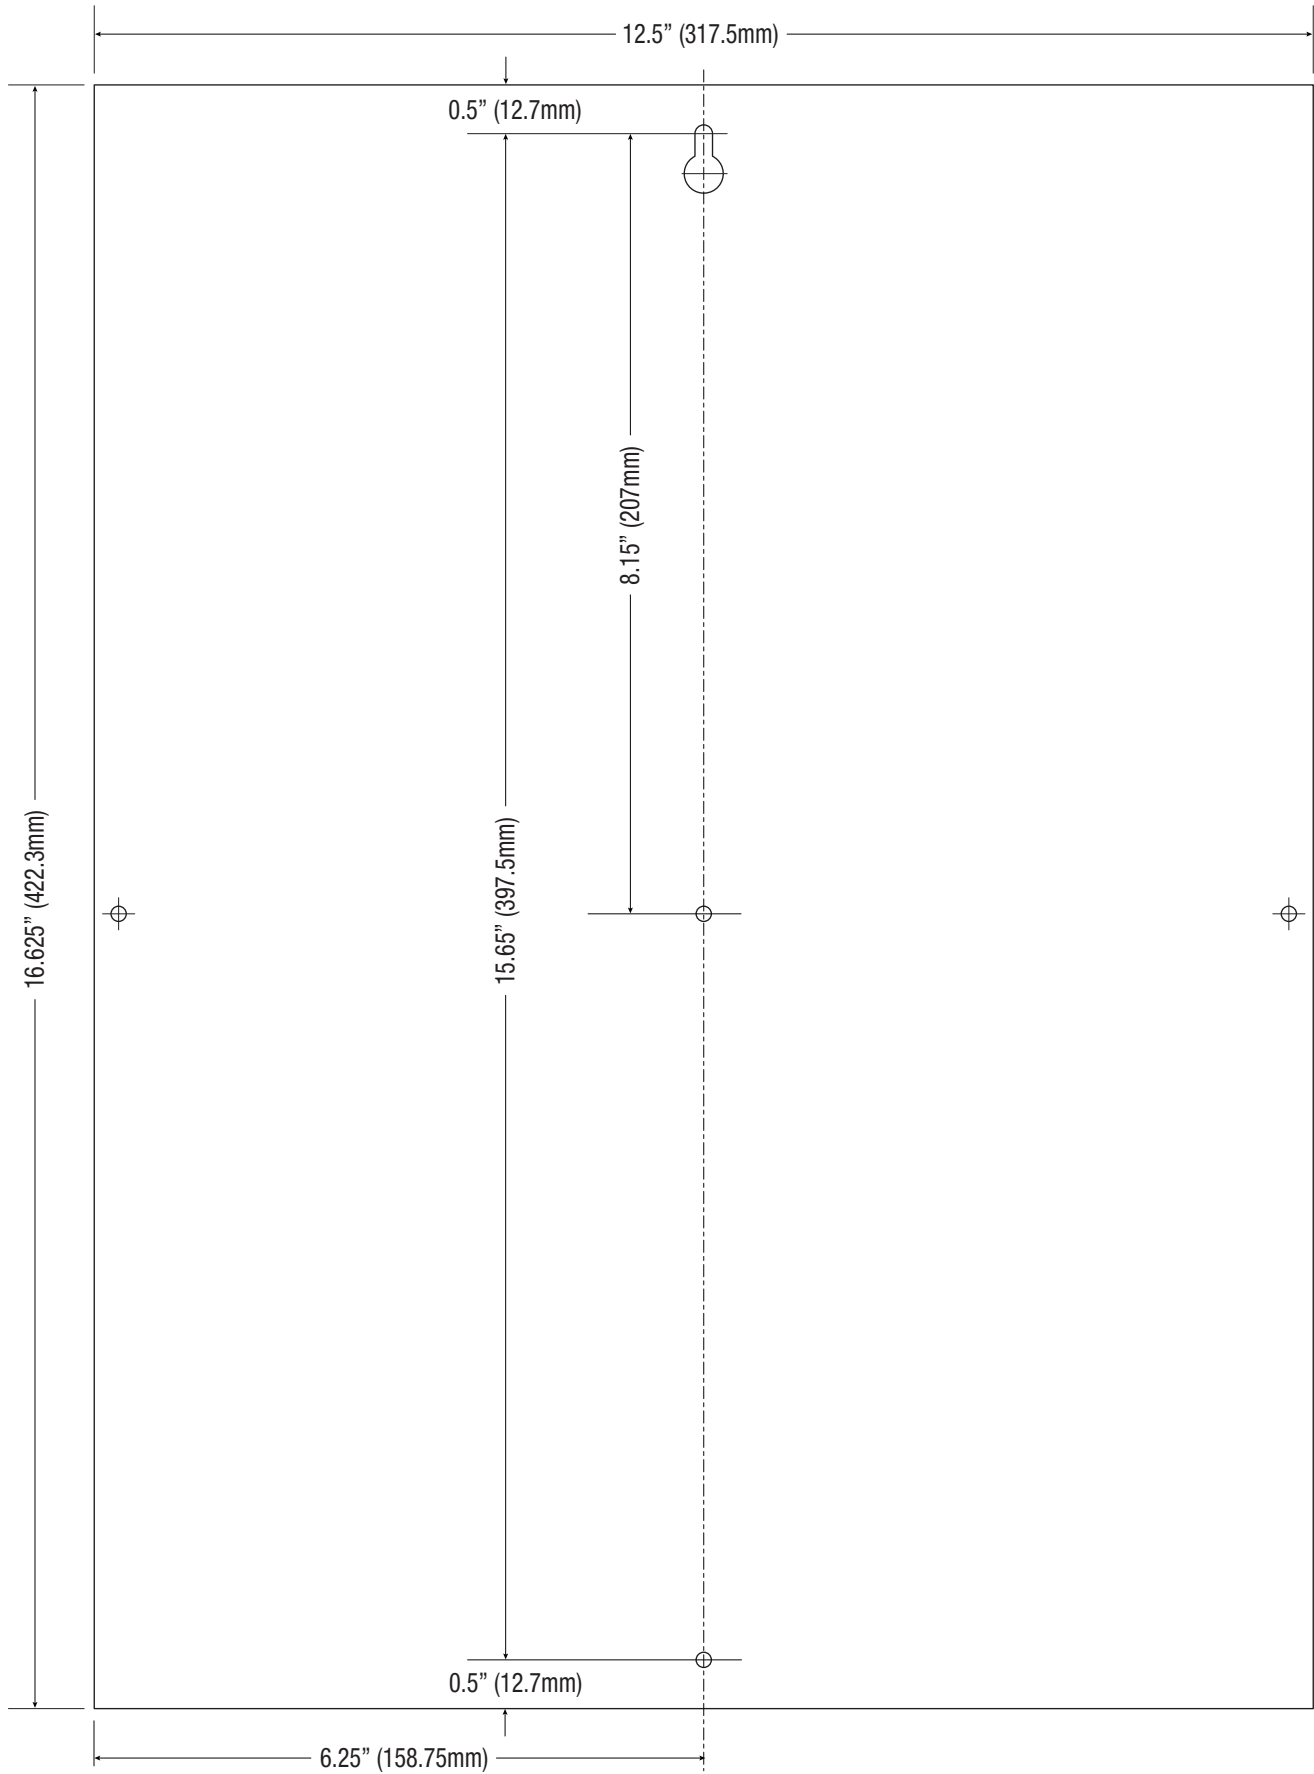 12.5” (317.5mm)
0.5” (12.7mm)
8.15” (207mm)
16.625” (422.3mm)
15.65” (397.5mm)
0.5” (12.7mm)
6.25” (158.75mm)